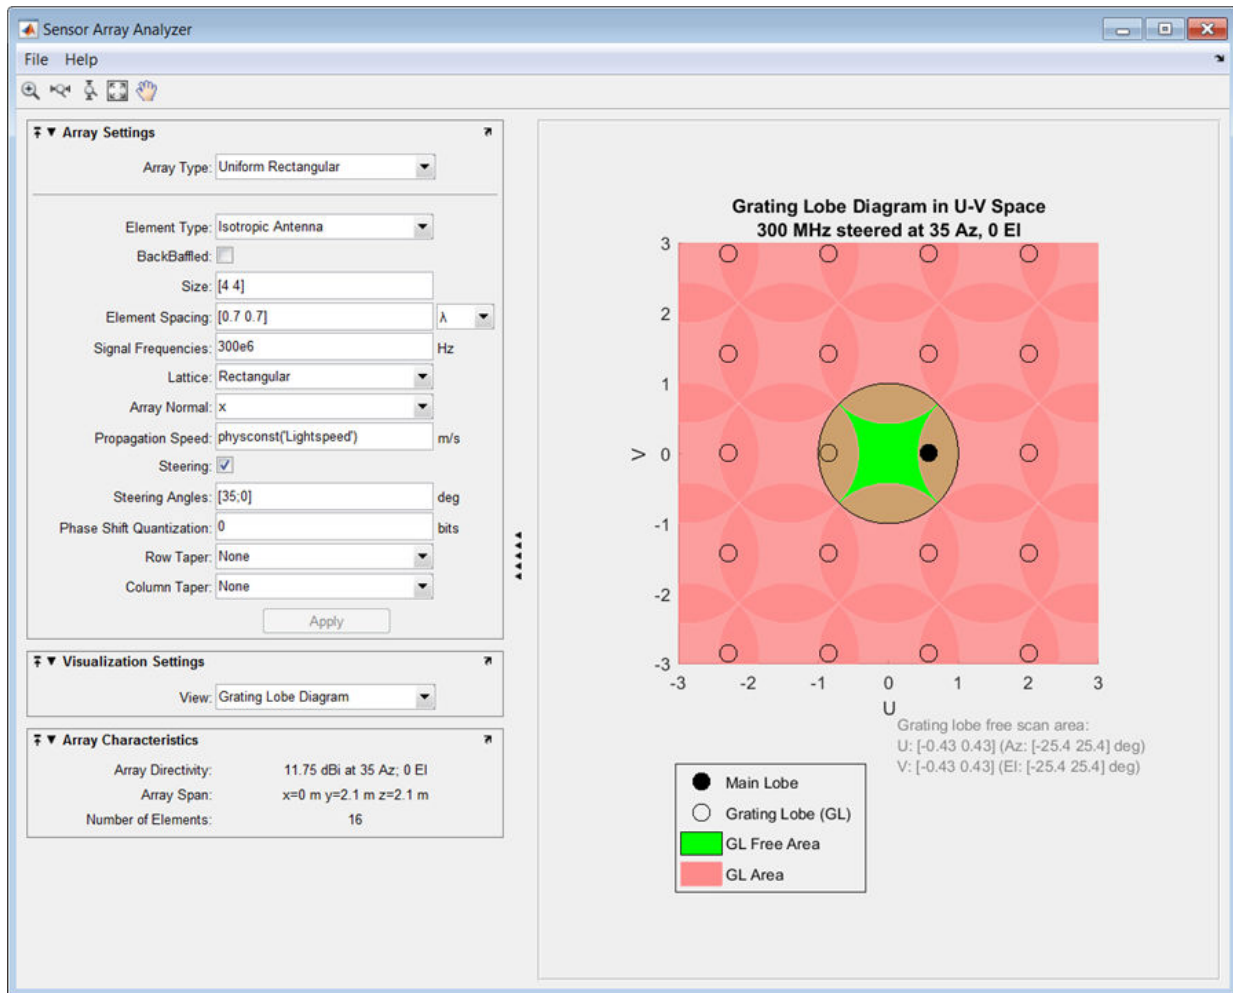 Sensor Array Analyzer
File Help
Array Settings
Array Type: Uniform Rectangular
Element Type: Isotropic Antenna
BackBaffled:
Size: [4 4]
Element Spacing: [0.7 0.7] λ
Signal Frequencies: 300e6 Hz
Lattice: Rectangular
Array Normal: x
Propagation Speed: physconst('Lightspeed') m/s
Steering:
Steering Angles: [35;0] deg
Phase Shift Quantization: 0 bits
Row Taper: None
Column Taper: None
Apply
Visualization Settings
View: Grating Lobe Diagram
Array Characteristics
Array Directivity: 11.75 dBi at 35 Az; 0 El
Array Span: x=0 m y=2.1 m z=2.1 m
Number of Elements: 16
Grating Lobe Diagram in U-V Space
300 MHz steered at 35 Az, 0 El
3
2
1
V 0
-1
-2
-3
-3 -2 -1 0 1 2 3
U
Grating lobe free scan area:
U: [-0.43 0.43] (Az: [-25.4 25.4] deg)
V: [-0.43 0.43] (El: [-25.4 25.4] deg)
Main Lobe
Grating Lobe (GL)
GL Free Area
GL Area